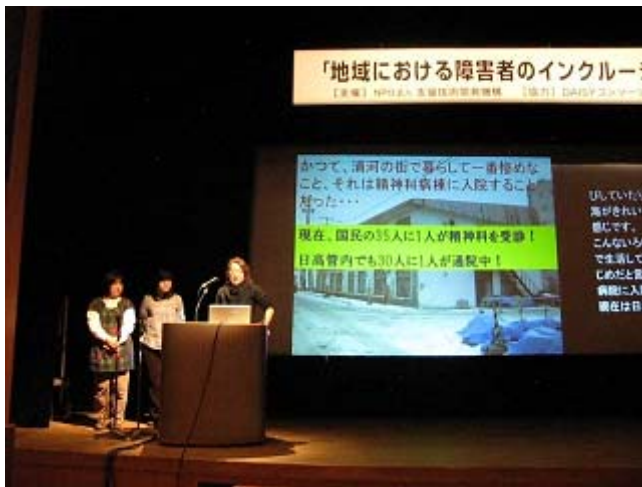 「地域における障害者のインクルー
【主催】NPO法人 支援技術開発機構 【協力】DAISYコンソーシ
かつて、浦河の街で暮らして一番惨めな
こと、それは精神科病棟に入院すること
だった・・・
現在、国民の35人に1人が精神科を受診！
日高管内でも30人に1人が通院中！
びしていたり
海がきれい
感じです。
こんないろ
で生活して
じめだと言
病院に入
現在は日